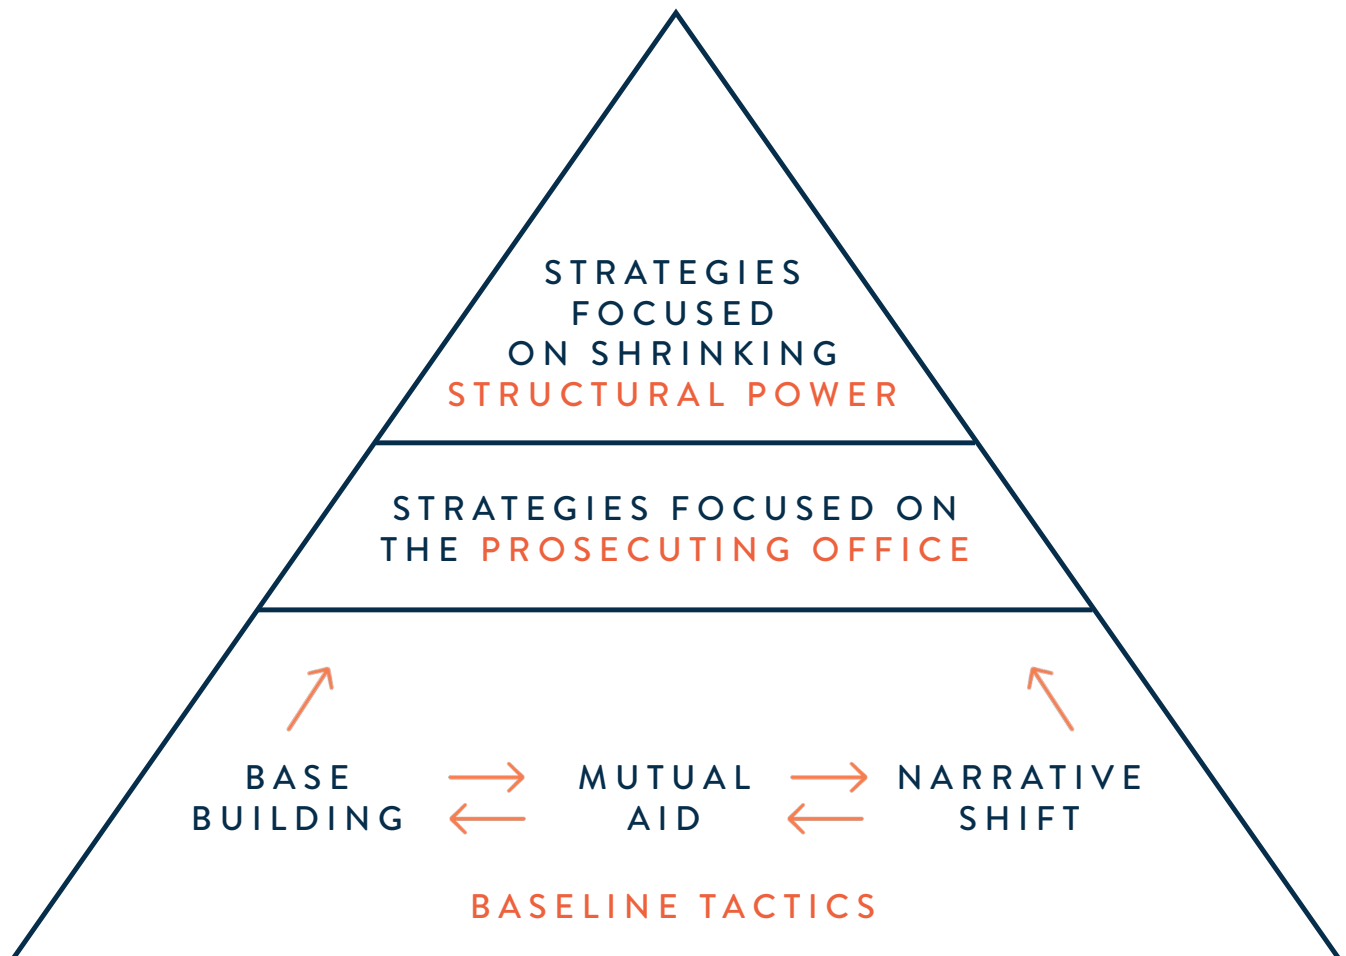 STRATEGIES
FOCUSED
ON SHRINKING
STRUCTURAL POWER
STRATEGIES FOCUSED ON
THE PROSECUTING OFFICE
BASE
BUILDING
MUTUAL
AID
NARRATIVE
SHIFT
BASELINE TACTICS